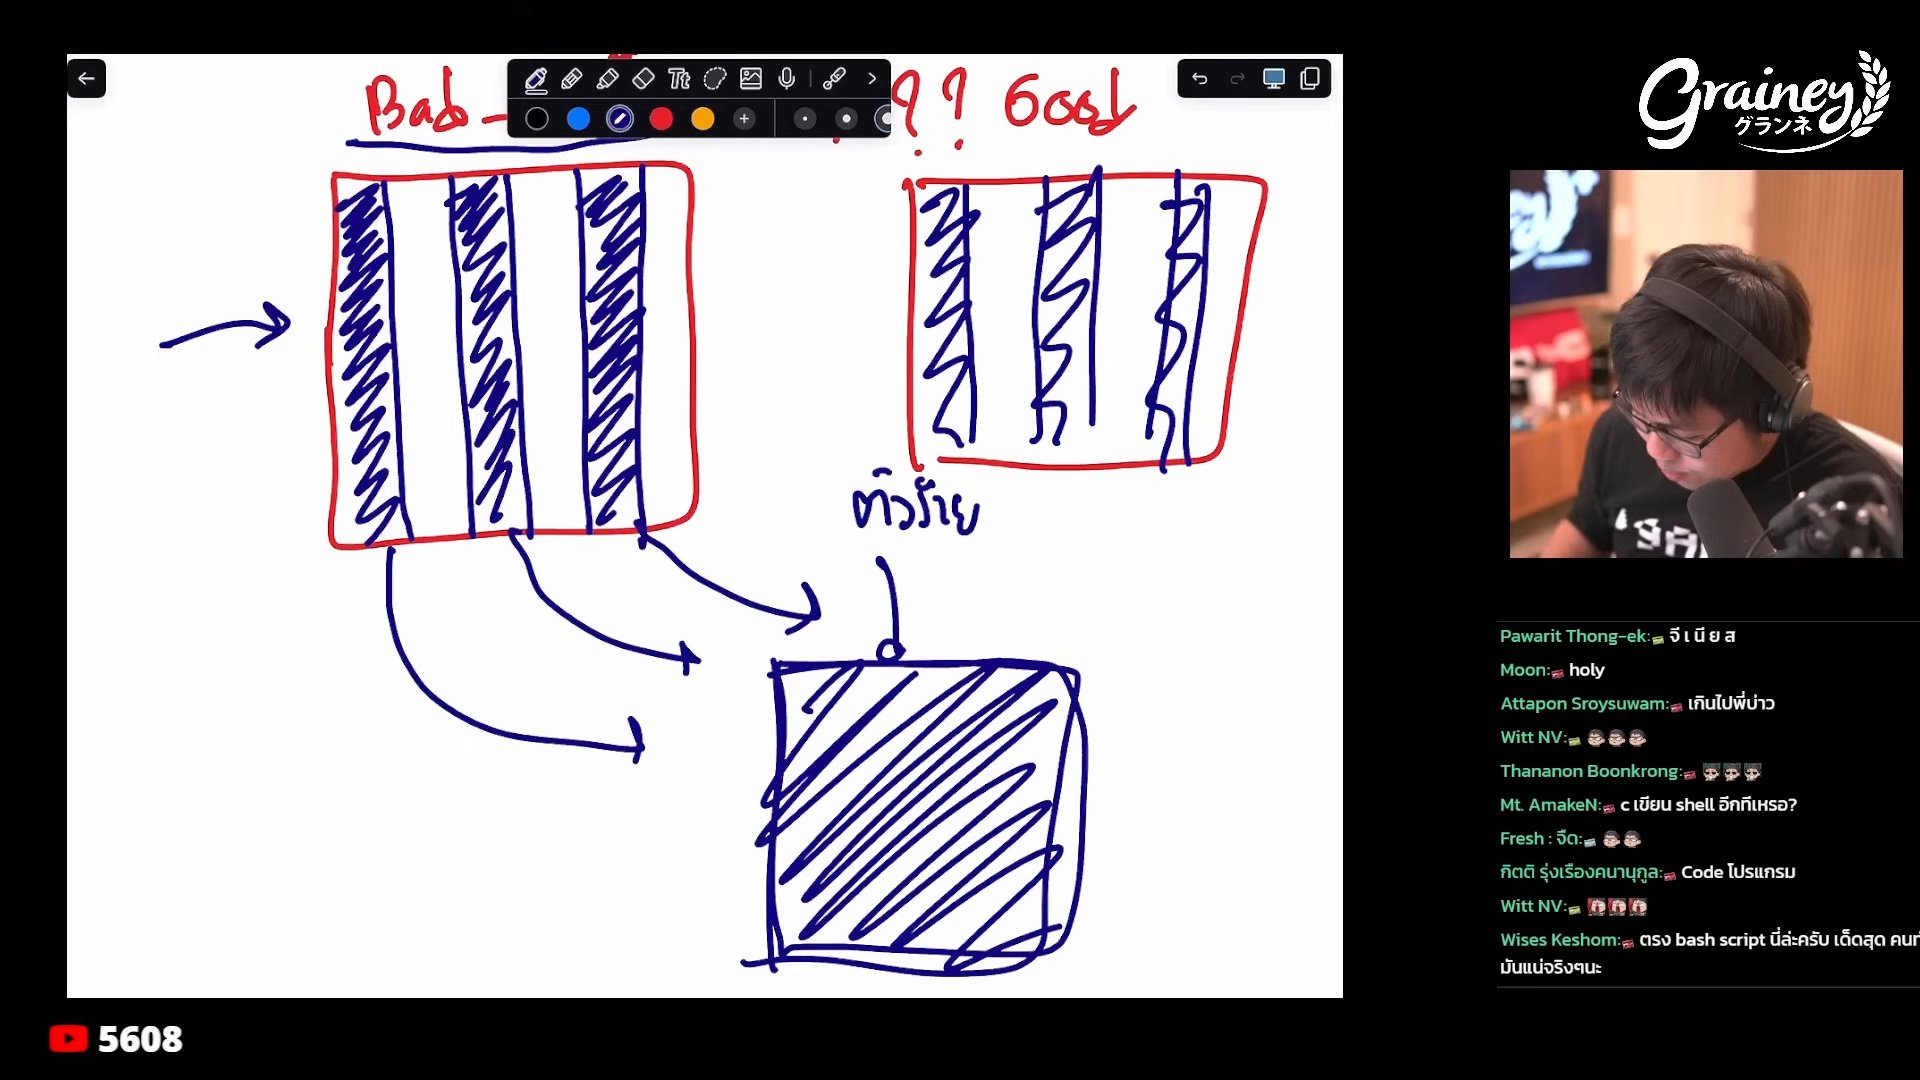 Bad
? ? Good
Tt
ตัวร้าย
Grainey
グランネ
Pawarit Thong-ek: จี เ นี ย ส
Moon: holy
Attapon Sroysuwam: เกินไปพี่บ่าว
Witt NV:
Thananon Boonkrong:
Mt. AmakeN: c เขียน shell อีกทีเหรอ?
Fresh : จืด:
กิตติ รุ่งเรืองคนานุกูล: Code โปรแกรม
Witt NV:
Wises Keshom: ตรง bash script นี่ล่ะครับ เด็ดสุด คนทำ
มันแน่จริงๆนะ
5608